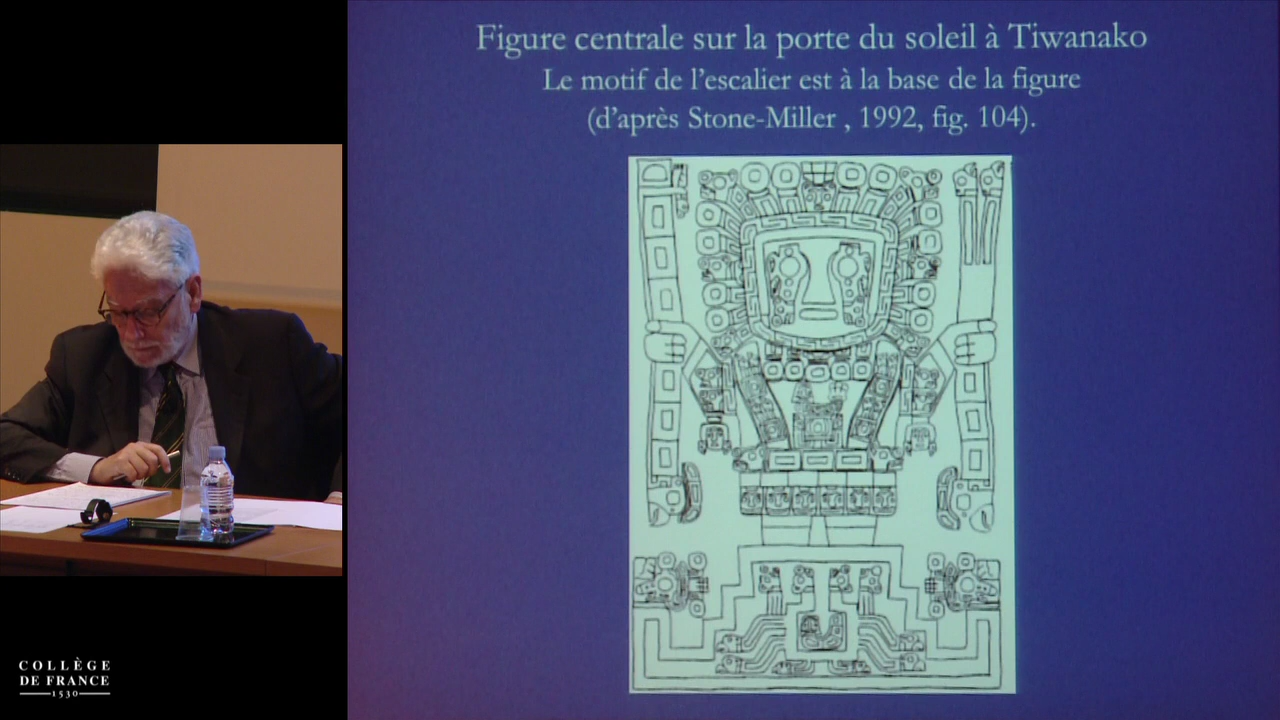 Figure centrale sur la porte du soleil à Tiwanako
Le motif de l'escalier est à la base de la figure
(d'après Stone-Miller , 1992, fig. 104).
COLLÈGE
DE FRANCE
1530